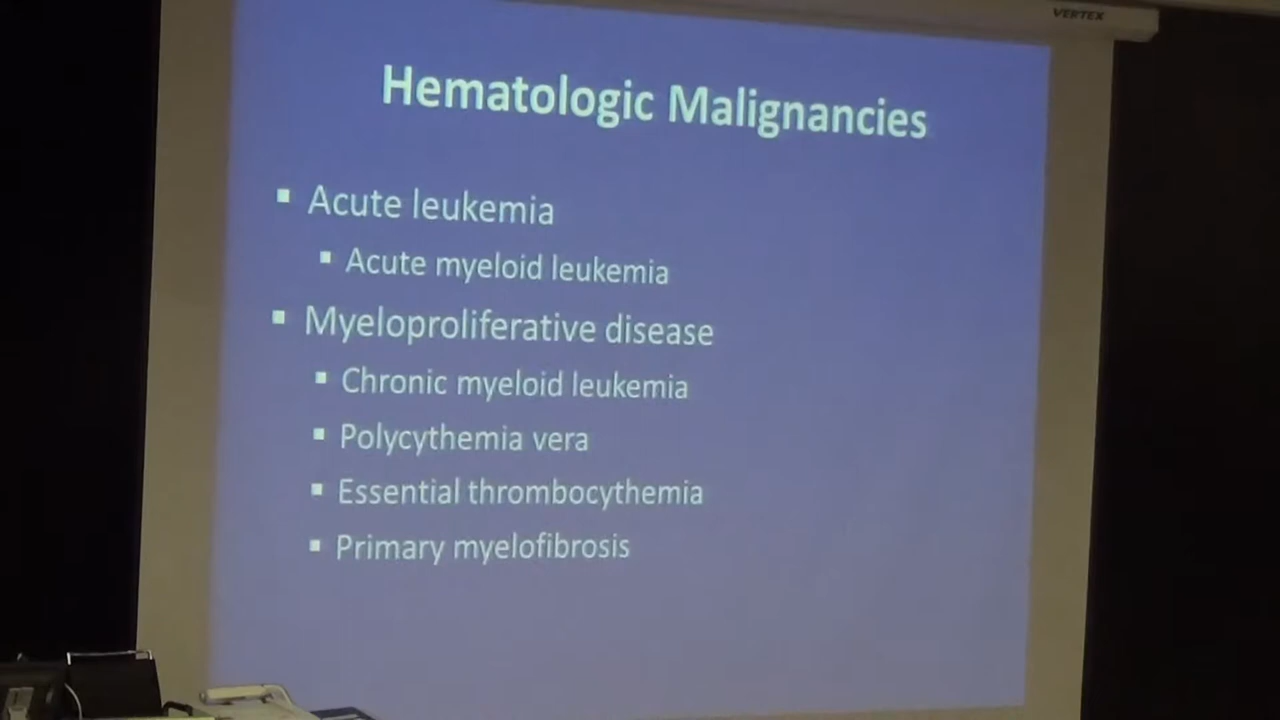 VERTEX
Hematologic Malignancies
▪ Acute leukemia
▪ Acute myeloid leukemia
▪ Myeloproliferative disease
▪ Chronic myeloid leukemia
▪ Polycythemia vera
▪ Essential thrombocythemia
▪ Primary myelofibrosis